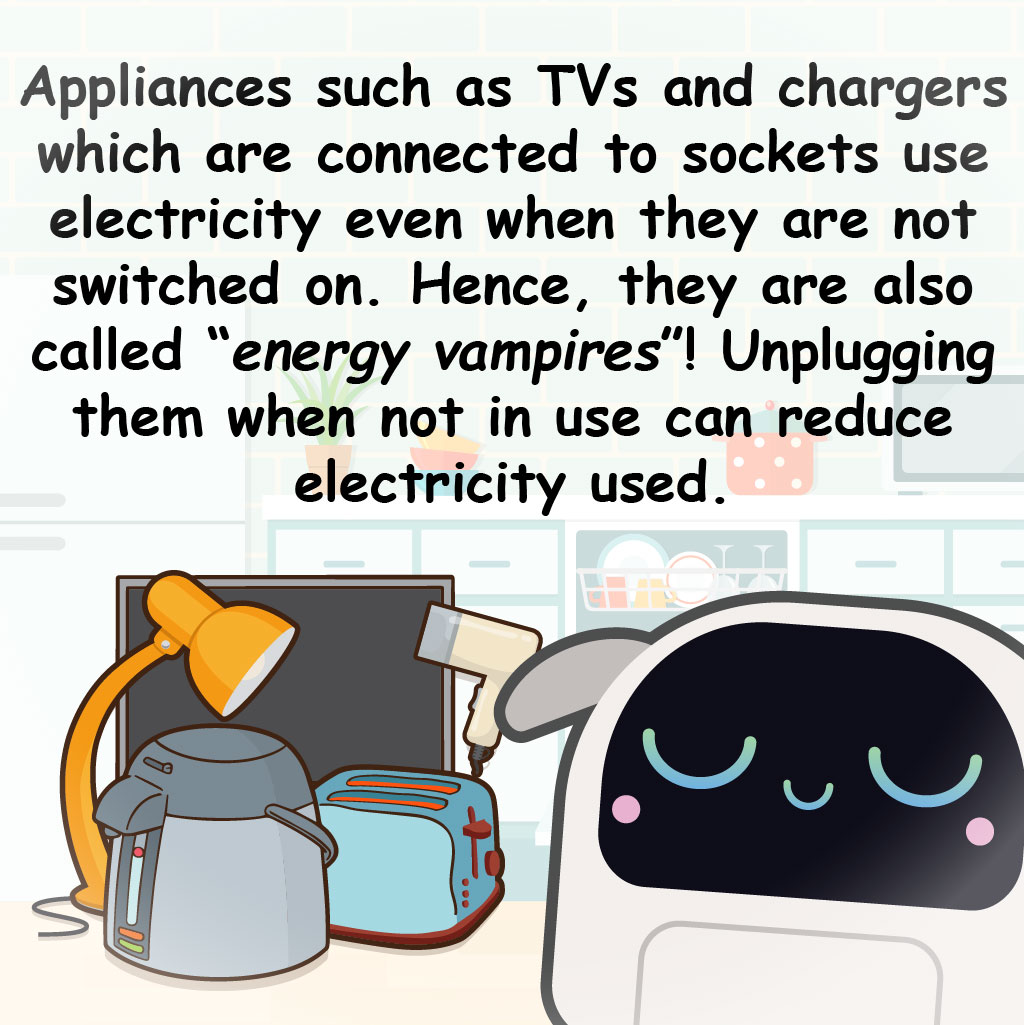 Appliances such as TVs and chargers
which are connected to sockets use
electricity even when they are not
switched on. Hence, they are also
called “energy vampires”! Unplugging
them when not in use can reduce
electricity used.